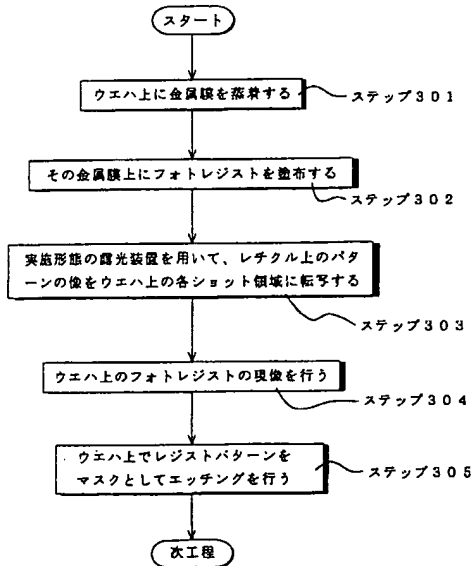 スタート
ウエハ上に金属膜を蒸着する
ステップ301
その金属膜上にフォトレジストを塗布する
ステップ302
実施形態の露光装置を用いて、レチクル上のパタ
ーンの像をウエハ上の各ショット領域に転写する
ステップ303
ウエハ上のフォトレジストの現像を行う
ステップ304
ウエハ上でレジストパターンを
マスクとしてエッチングを行う
ステップ305
次工程